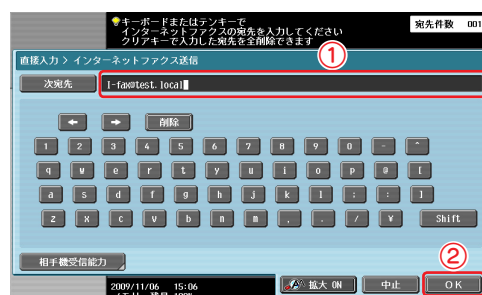 キーボードまたはテンキーで
インターネットファクスの宛先を入力してください
クリアキーで入力した宛先を全削除できます
宛先件数 001
①
直接入力 > インターネットファクス送信
次宛先 I-fax@test.local
← → 削除
1 2 3 4 5 6 7 8 9 0 - ^
q w e r t y u i o p @ [
a s d f g h j k l ; : ]
z x c v b n m , . / ¥ Shift
②
相手機受信能力
2009/11/06 15:06
拡大 ON 中止 OK